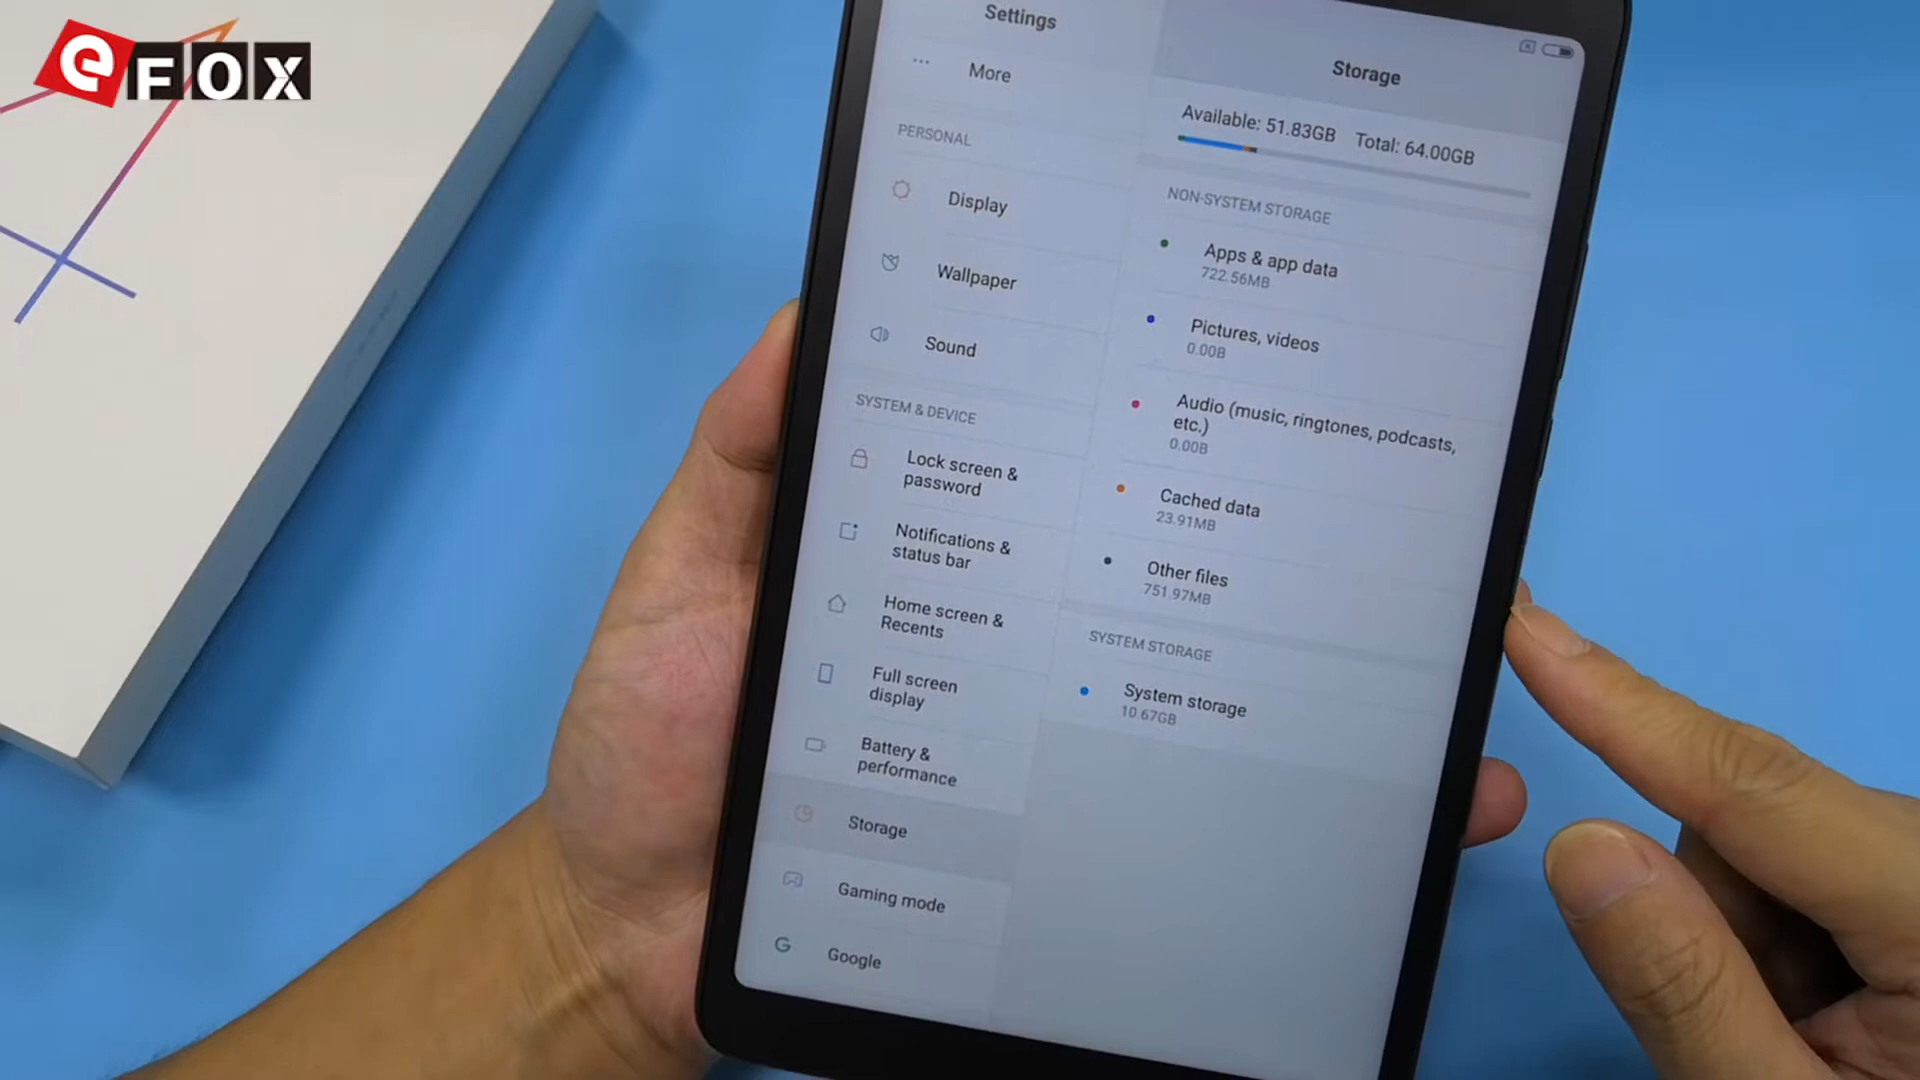 eFOX
Settings
More
PERSONAL
Display
Wallpaper
Sound
SYSTEM & DEVICE
Lock screen &
password
Notifications &
status bar
Home screen &
Recents
Full screen
display
Battery &
performance
Storage
Gaming mode
Google
Storage
Available: 51.83GB Total: 64.00GB
NON-SYSTEM STORAGE
Apps & app data
722.56MB
Pictures, videos
0.00B
Audio (music, ringtones, podcasts,
etc.)
0.00B
Cached data
23.91MB
Other files
751.97MB
SYSTEM STORAGE
System storage
10.67GB